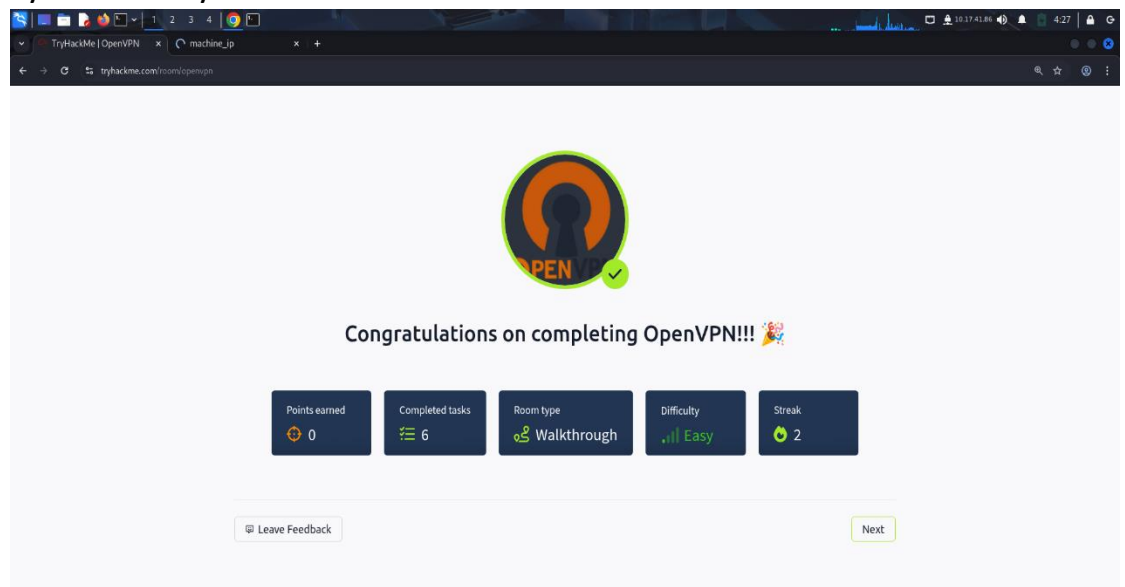 1 2 3 4 10.17.41.86 4:27
TryHackMe | OpenVPN machine_ip
tryhackme.com/room/openvpn
OPENVPN
Congratulations on completing OpenVPN!!!
Points earned Completed tasks Room type Difficulty Streak
0 6 Walkthrough Easy 2
Leave Feedback Next